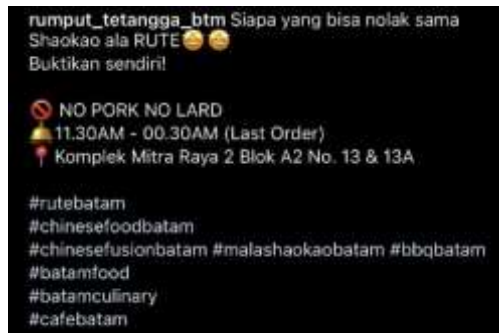 rumput_tetangga_btm Siapa yang bisa nolak sama
Shaokao ala RUTE🤩🤩
Buktikan sendiri!
🚫 NO PORK NO LARD
🛎️11.30AM - 00.30AM (Last Order)
📍Komplek Mitra Raya 2 Blok A2 No. 13 & 13A
#rutebatam
#chinesefoodbatam
#chinesefusionbatam #malashaokaobatam #bbqbatam
#batamfood
#batamculinary
#cafebatam